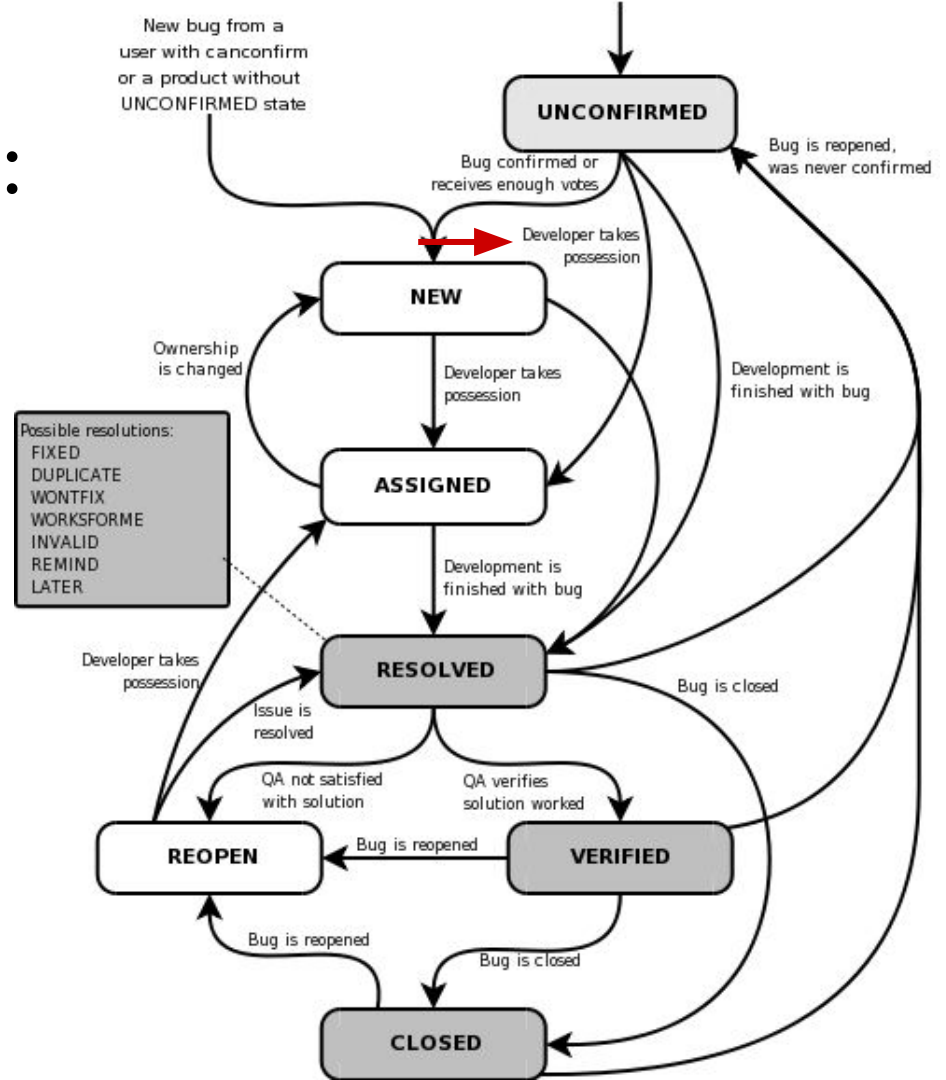 New bug from a
user with canconfirm
or a product without
UNCONFIRMED state
UNCONFIRMED
Bug is reopened,
was never confirmed
Bug confirmed or
receives enough votes
Developer takes
possession
NEW
Ownership
is changed
Developer takes
possession
Development is
finished with bug
Possible resolutions:
FIXED
DUPLICATE
WONTFIX
WORKSFORME
INVALID
REMIND
LATER
ASSIGNED
Development is
finished with bug
RESOLVED
Developer takes
possession
Issue is
resolved
Bug is closed
QA not satisfied
with solution
QA verifies
solution worked
REOPEN
Bug is reopened
VERIFIED
Bug is reopened
Bug is closed
CLOSED